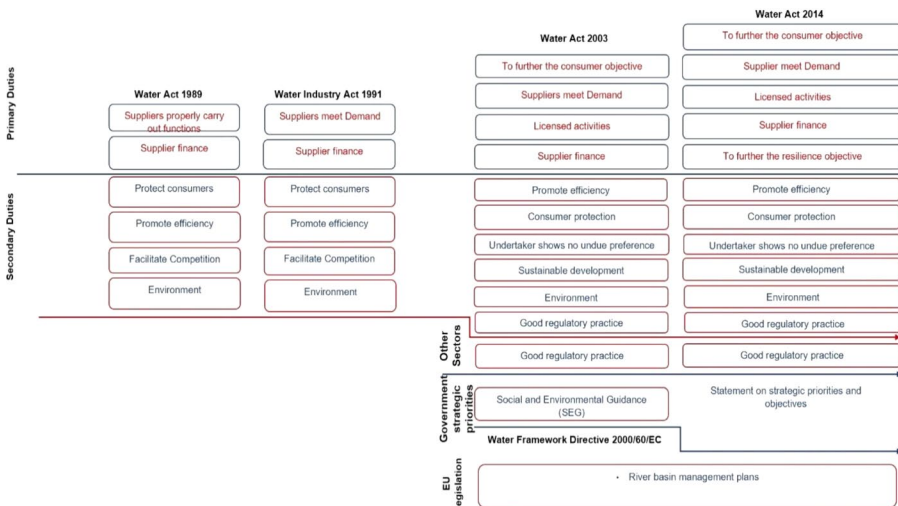 Water Act 2014
Water Act 2003
Water Act 1989
Water Industry Act 1991
Primary Duties
Suppliers properly carry
out functions
Supplier finance
Suppliers meet Demand
Supplier finance
To further the consumer objective
Suppliers meet Demand
Licensed activities
Supplier finance
To further the consumer objective
Supplier meet Demand
Licensed activities
Supplier finance
To further the resilience objective
Secondary Duties
Protect consumers
Promote efficiency
Facilitate Competition
Environment
Protect consumers
Promote efficiency
Facilitate Competition
Environment
Promote efficiency
Consumer protection
Undertaker shows no undue preference
Sustainable development
Environment
Good regulatory practice
Promote efficiency
Consumer protection
Undertaker shows no undue preference
Sustainable development
Environment
Good regulatory practice
Other
Sectors
Good regulatory practice
Good regulatory practice
Government
strategic
priorities
Social and Environmental Guidance
(SEG)
Statement on strategic priorities and
objectives
Water Framework Directive 2000/60/EC
EU
egislation
• River basin management plans